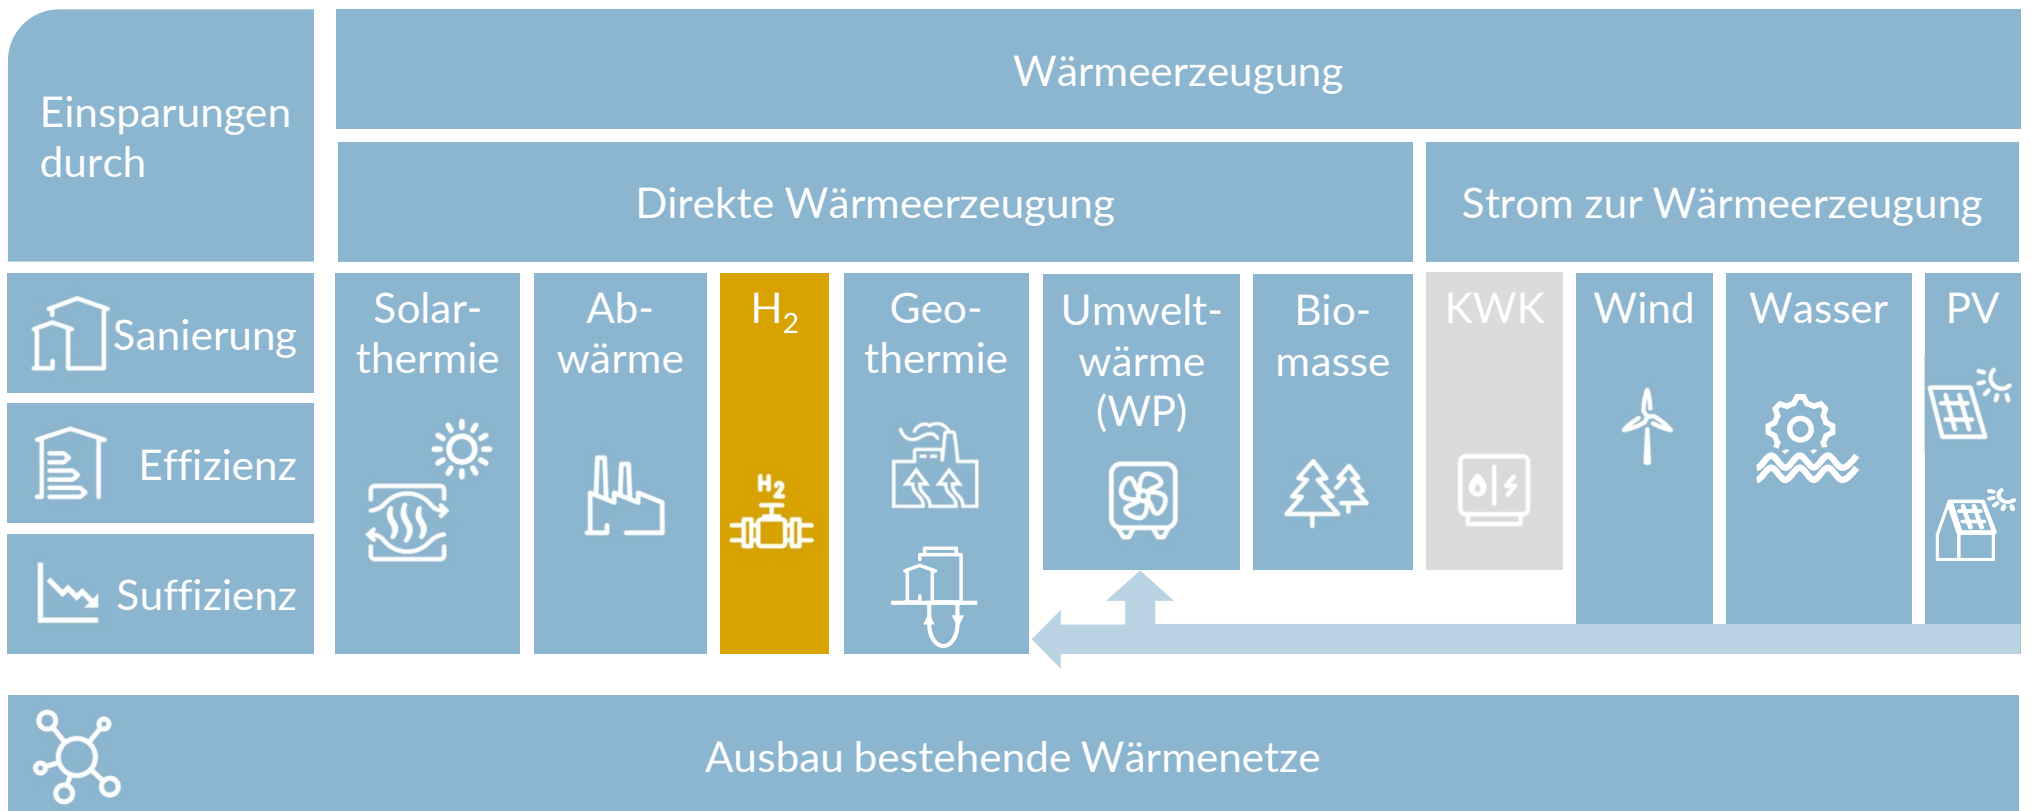 Einsparungen
durch
Wärmeerzeugung
Direkte Wärmeerzeugung
Strom zur Wärmeerzeugung
Sanierung
Effizienz
Suffizienz
Solar-
thermie
Ab-
wärme
H₂
H₂
Geo-
thermie
Umwelt-
wärme
(WP)
Bio-
masse
KWK
Wind
Wasser
PV
Ausbau bestehende Wärmenetze